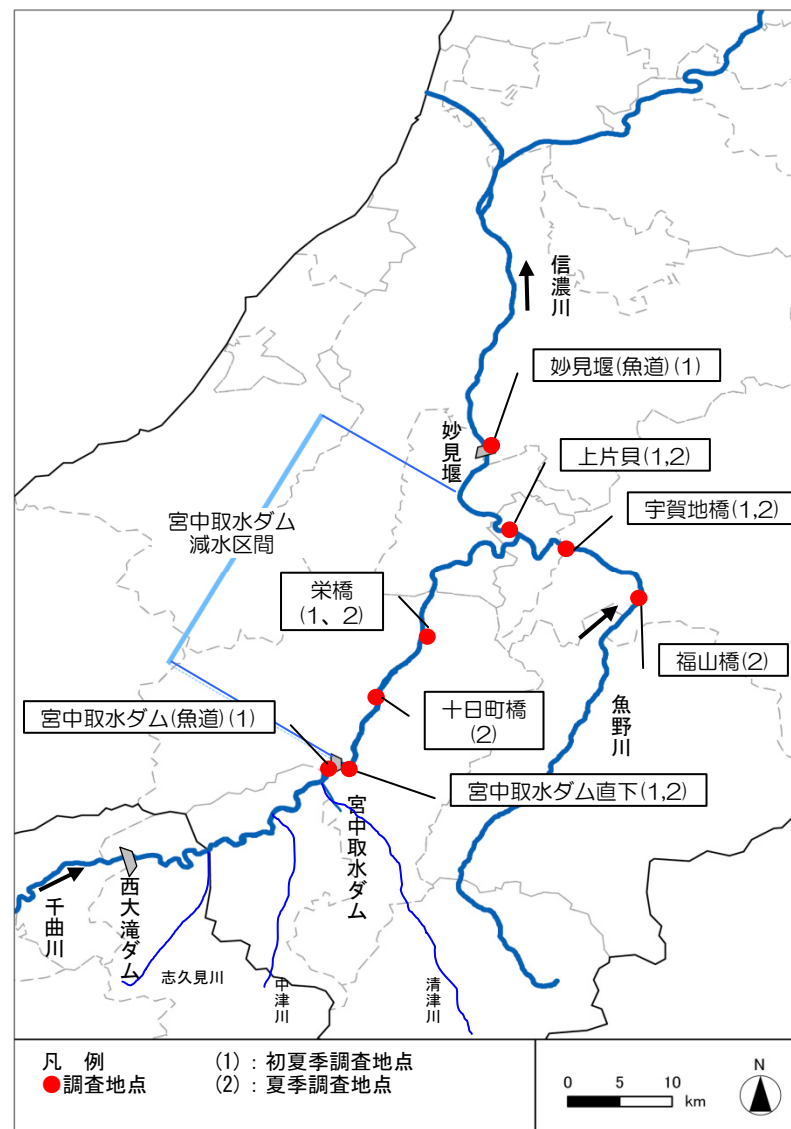 信濃川
妙見堰(魚道)(1)
妙見堰
上片貝(1,2)
宇賀地橋(1,2)
宮中取水ダム
減水区間
栄橋
(1、2)
福山橋(2)
魚野川
十日町橋
(2)
宮中取水ダム(魚道)(1)
宮中取水ダム直下(1,2)
宮中取水ダム
西大滝ダム
千曲川
志久見川
中津川
清津川
凡 例
(1) : 初夏季調査地点
調査地点
(2) : 夏季調査地点
0 5 10
km
N